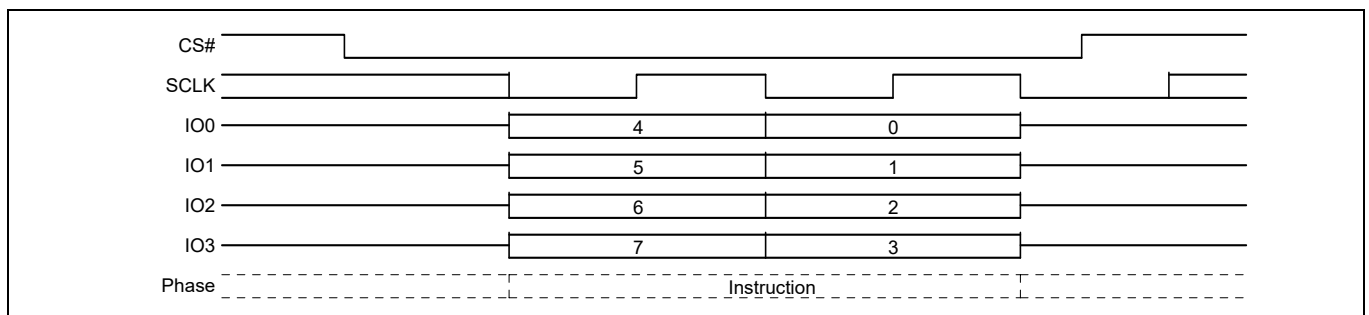 CS#
SCLK
IO0 4 0
IO1 5 1
IO2 6 2
IO3 7 3
Phase Instruction